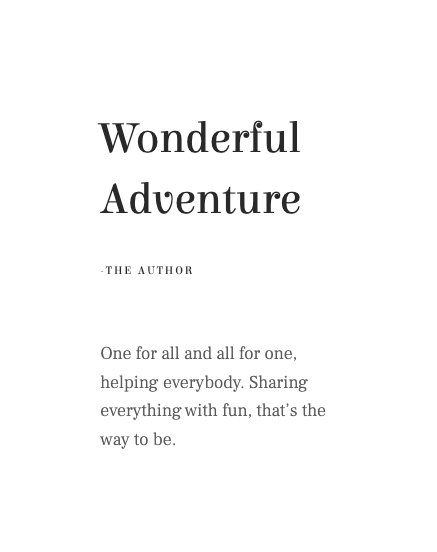 Wonderful
Adventure
-THE AUTHOR
One for all and all for one,
helping everybody. Sharing
everything with fun, that's the
way to be.